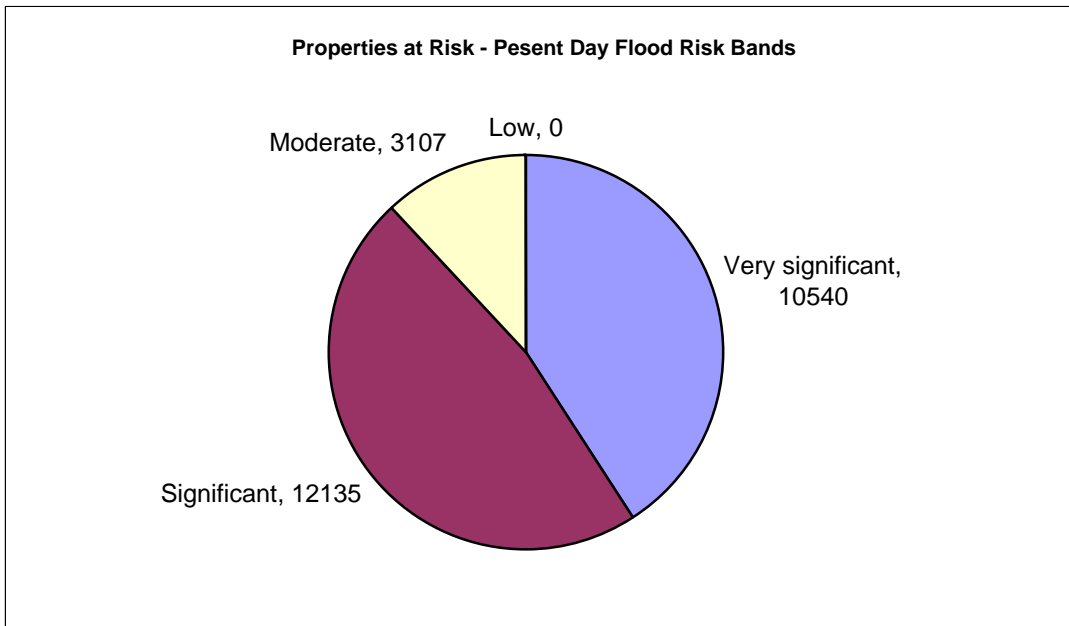 Properties at Risk - Pesent Day Flood Risk Bands
Low, 0
Moderate, 3107
Very significant,
10540
Significant, 12135